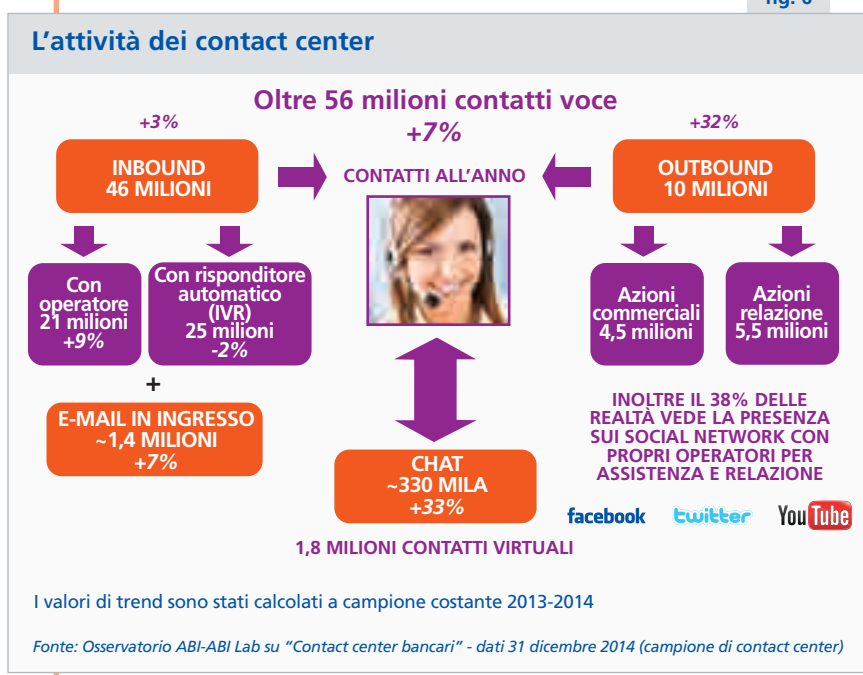 fig. 6
L'attività dei contact center
Oltre 56 milioni contatti voce
+7%
+3%
INBOUND
46 MILIONI
CONTATTI ALL'ANNO
+32%
OUTBOUND
10 MILIONI
Con
operatore
21 milioni
+9%
Con risponditore
automatico
(IVR)
25 milioni
-2%
Azioni
commerciali
4,5 milioni
Azioni
relazione
5,5 milioni
+
E-MAIL IN INGRESSO
~1,4 MILIONI
+7%
CHAT
~330 MILA
+33%
INOLTRE IL 38% DELLE
REALTÀ VEDE LA PRESENZA
SUI SOCIAL NETWORK CON
PROPRI OPERATORI PER
ASSISTENZA E RELAZIONE
facebook twitter YouTube
1,8 MILIONI CONTATTI VIRTUALI
I valori di trend sono stati calcolati a campione costante 2013-2014
Fonte: Osservatorio ABI-ABI Lab su "Contact center bancari" - dati 31 dicembre 2014 (campione di contact center)